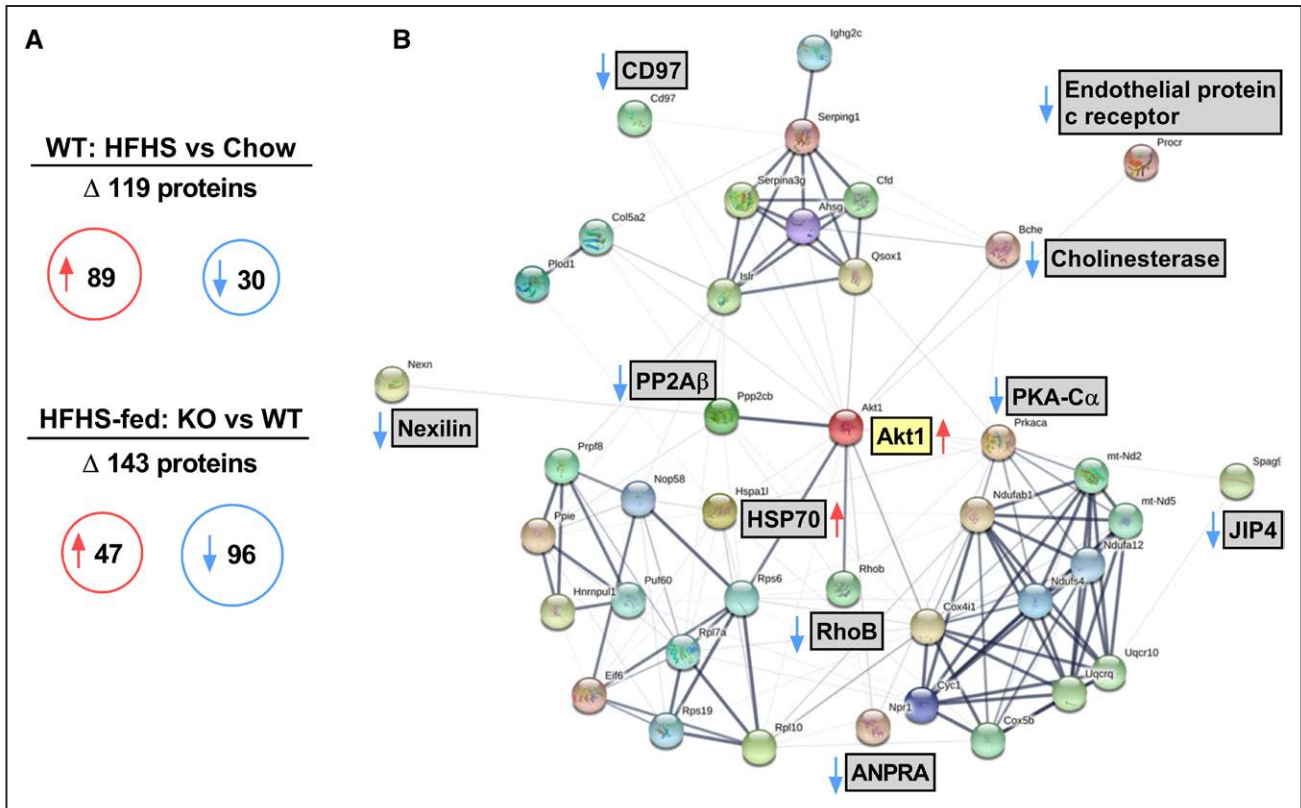 A
WT: HFHS vs Chow
Δ 119 proteins
89
30
HFHS-fed: KO vs WT
Δ 143 proteins
47
96
B
Ighg2c
CD97
Cd97
Endothelial protein
c receptor
Serping1
Procr
Serpina3g
Cfd
Ahsg
Col5a2
Bche
Cholinesterase
Qsox1
Plod1
Islr
Nexn
Nexilin
PP2Aβ
Ppp2cb
Akt1
Akt1
PKA-Cα
Prkaca
Prpf8
mt-Nd2
Spag9
Nop58
Hspa1l
HSP70
Ndufab1
mt-Nd5
JIP4
Ppie
Ndufa12
Hnrnpul1
Puf60
Rps6
Rhob
RhoB
Ndufs4
Cox4i1
Rpl7a
Uqcr10
Eif6
Uqcrq
Cyc1
Rps19
Rpl10
Npr1
Cox5b
ANPRA